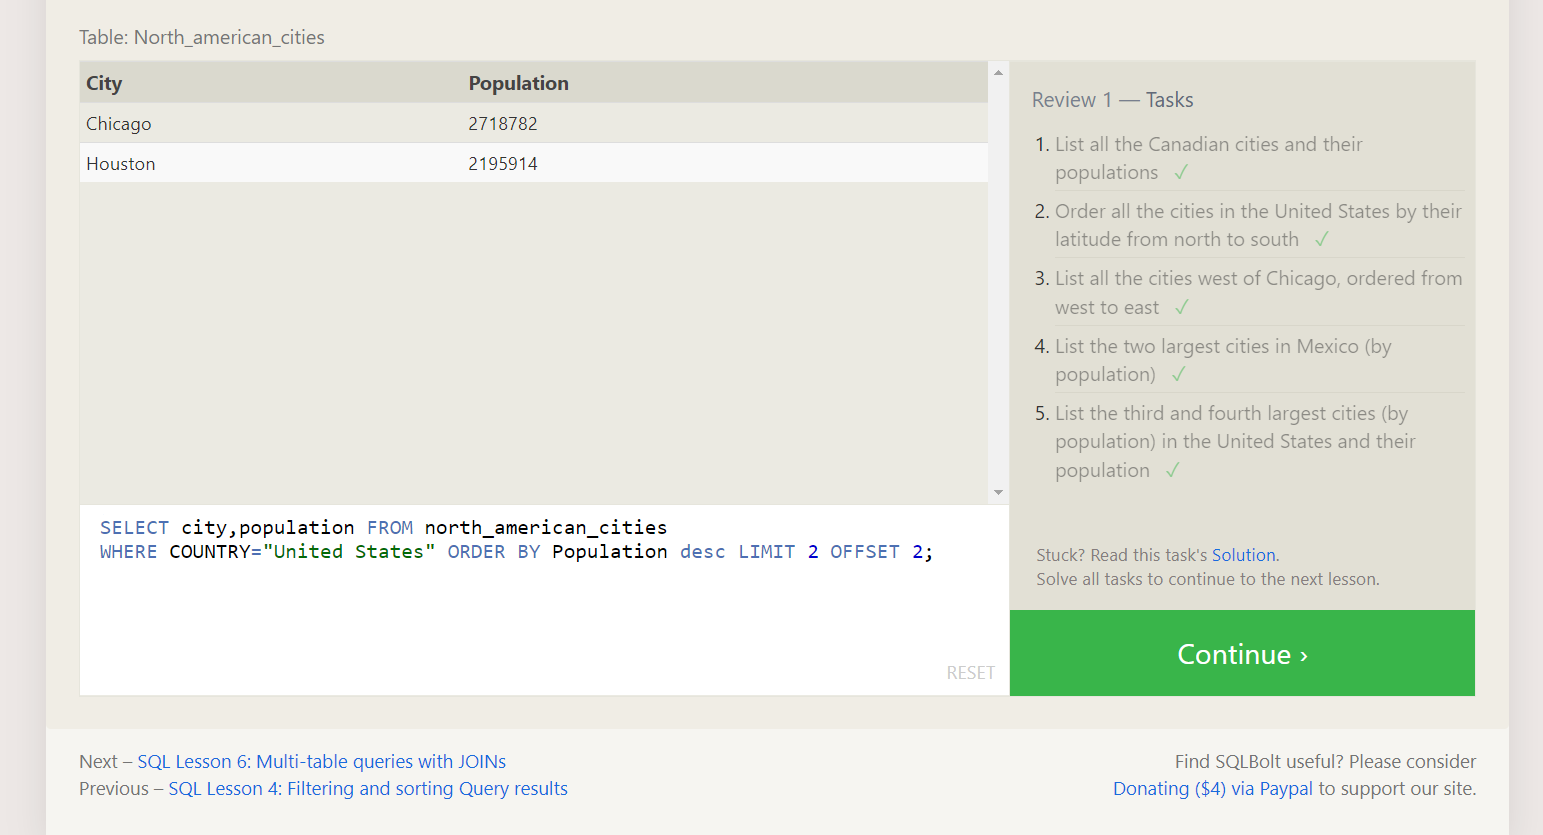 Table: North_american_cities
City Population
Chicago 2718782
Houston 2195914
SELECT city,population FROM north_american_cities
WHERE COUNTRY="United States" ORDER BY Population desc LIMIT 2 OFFSET 2;
RESET
Review 1 — Tasks
1. List all the Canadian cities and their
populations ✓
2. Order all the cities in the United States by their
latitude from north to south ✓
3. List all the cities west of Chicago, ordered from
west to east ✓
4. List the two largest cities in Mexico (by
population) ✓
5. List the third and fourth largest cities (by
population) in the United States and their
population ✓
Stuck? Read this task's Solution.
Solve all tasks to continue to the next lesson.
Continue ›
Next – SQL Lesson 6: Multi-table queries with JOINs
Previous – SQL Lesson 4: Filtering and sorting Query results
Find SQLBolt useful? Please consider
Donating ($4) via Paypal to support our site.